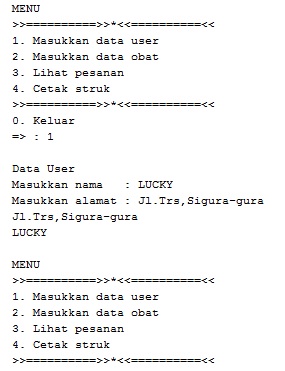 MENU
>>==========>>*<<==========<<
1. Masukkan data user
2. Masukkan data obat
3. Lihat pesanan
4. Cetak struk
>>==========>>*<<==========<<
0. Keluar
=> : 1
Data User
Masukkan nama   : LUCKY
Masukkan alamat : Jl.Trs,Sigura-gura
Jl.Trs,Sigura-gura
LUCKY
MENU
>>==========>>*<<==========<<
1. Masukkan data user
2. Masukkan data obat
3. Lihat pesanan
4. Cetak struk
>>==========>>*<<==========<<